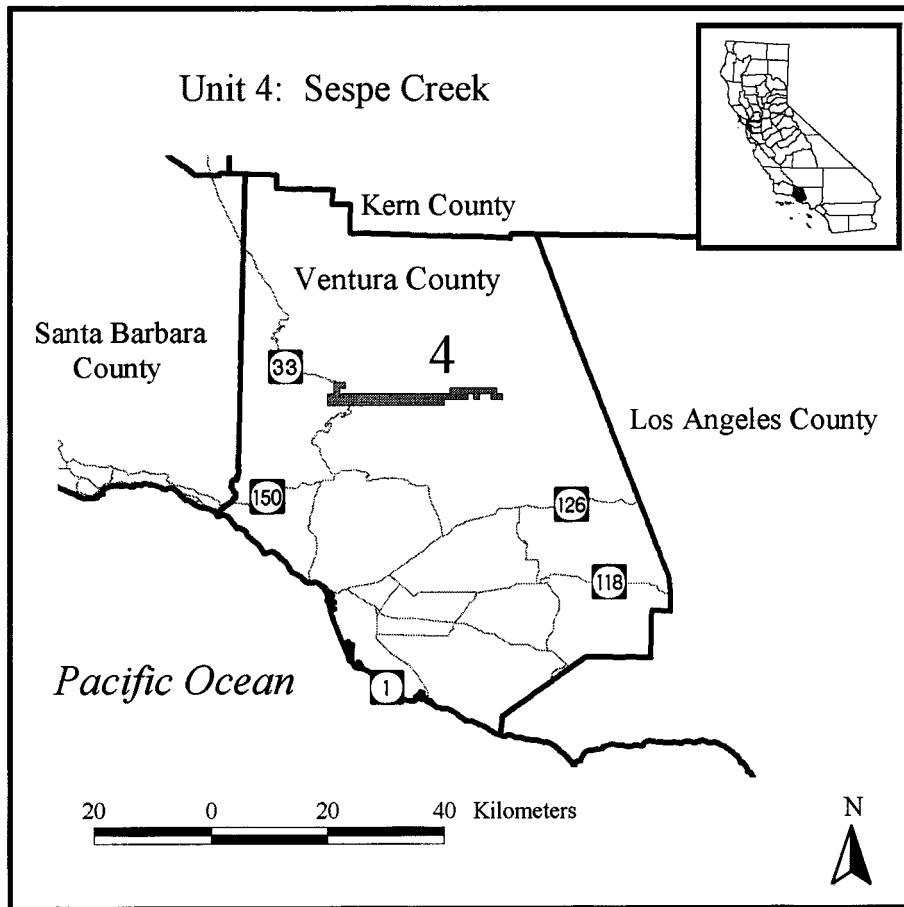 Unit 4: Sespe Creek
Kern County
Ventura County
Santa Barbara
County
4
33
Los Angeles County
150
126
118
Pacific Ocean
1
20 0 20 40 Kilometers
N